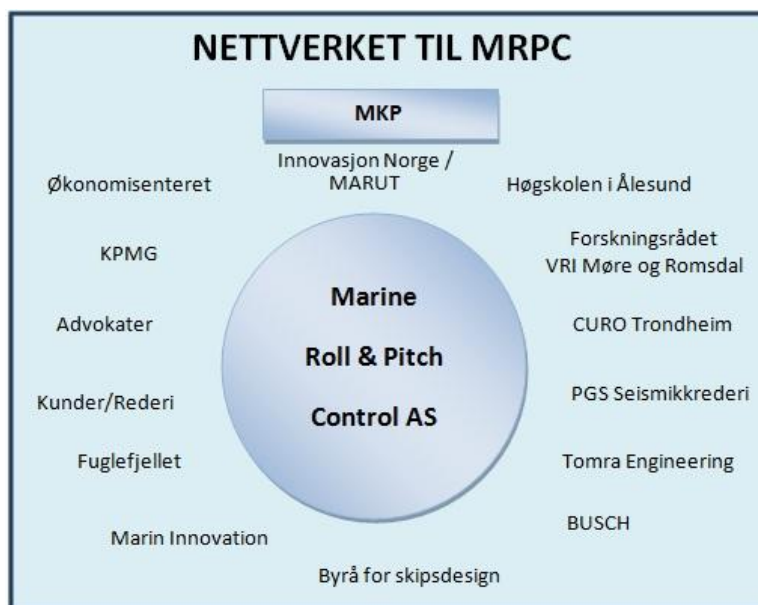 NETTVERKET TIL MRPC
MKP
Innovasjon Norge /
MARUT
Økonomisenteret
Høgskolen i Ålesund
KPMG
Forskningsrådet
VRI Møre og Romsdal
Marine
Roll & Pitch
Control AS
Advokater
CURO Trondheim
Kunder/Rederi
PGS Seismikkrederi
Fuglefjellet
Tomra Engineering
Marin Innovation
BUSCH
Byrå for skipsdesign